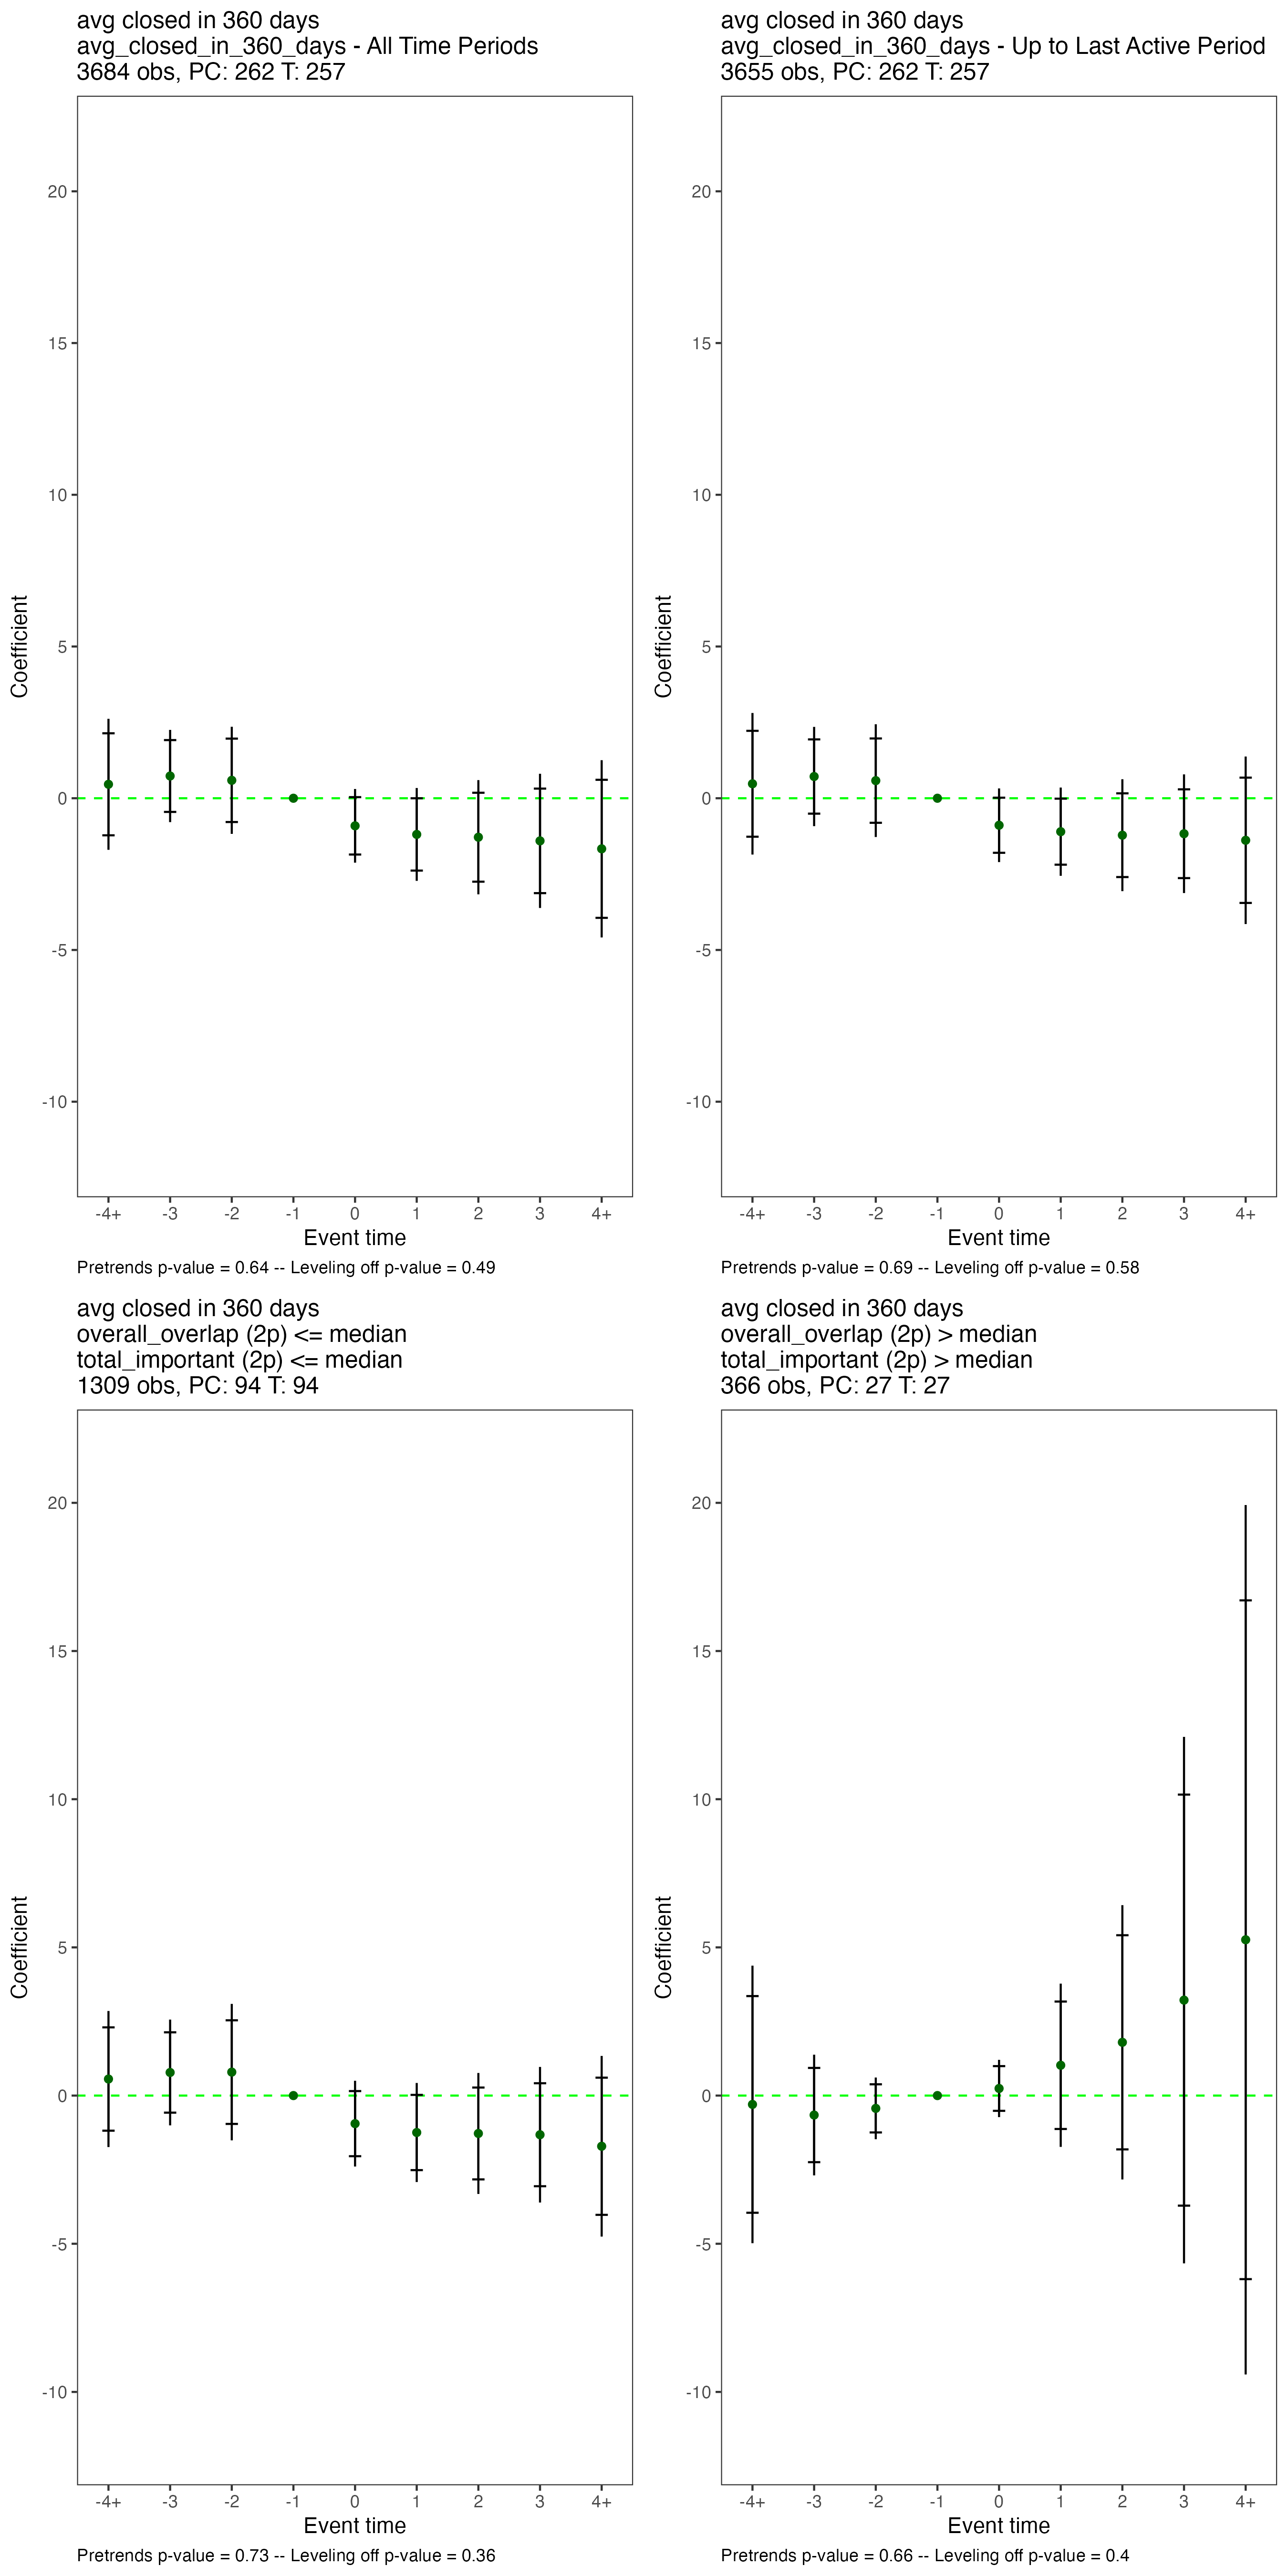 avg closed in 360 days
avg_closed_in_360_days - All Time Periods
3684 obs, PC: 262 T: 257
Coefficient
20
15
10
5
0
-5
-10
-4+ -3 -2 -1 0 1 2 3 4+
Event time
Pretrends p-value = 0.64 -- Leveling off p-value = 0.49
avg closed in 360 days
avg_closed_in_360_days - Up to Last Active Period
3655 obs, PC: 262 T: 257
Coefficient
20
15
10
5
0
-5
-10
-4+ -3 -2 -1 0 1 2 3 4+
Event time
Pretrends p-value = 0.69 -- Leveling off p-value = 0.58
avg closed in 360 days
overall_overlap (2p) <= median
total_important (2p) <= median
1309 obs, PC: 94 T: 94
Coefficient
20
15
10
5
0
-5
-10
-4+ -3 -2 -1 0 1 2 3 4+
Event time
Pretrends p-value = 0.73 -- Leveling off p-value = 0.36
avg closed in 360 days
overall_overlap (2p) > median
total_important (2p) > median
366 obs, PC: 27 T: 27
Coefficient
20
15
10
5
0
-5
-10
-4+ -3 -2 -1 0 1 2 3 4+
Event time
Pretrends p-value = 0.66 -- Leveling off p-value = 0.4